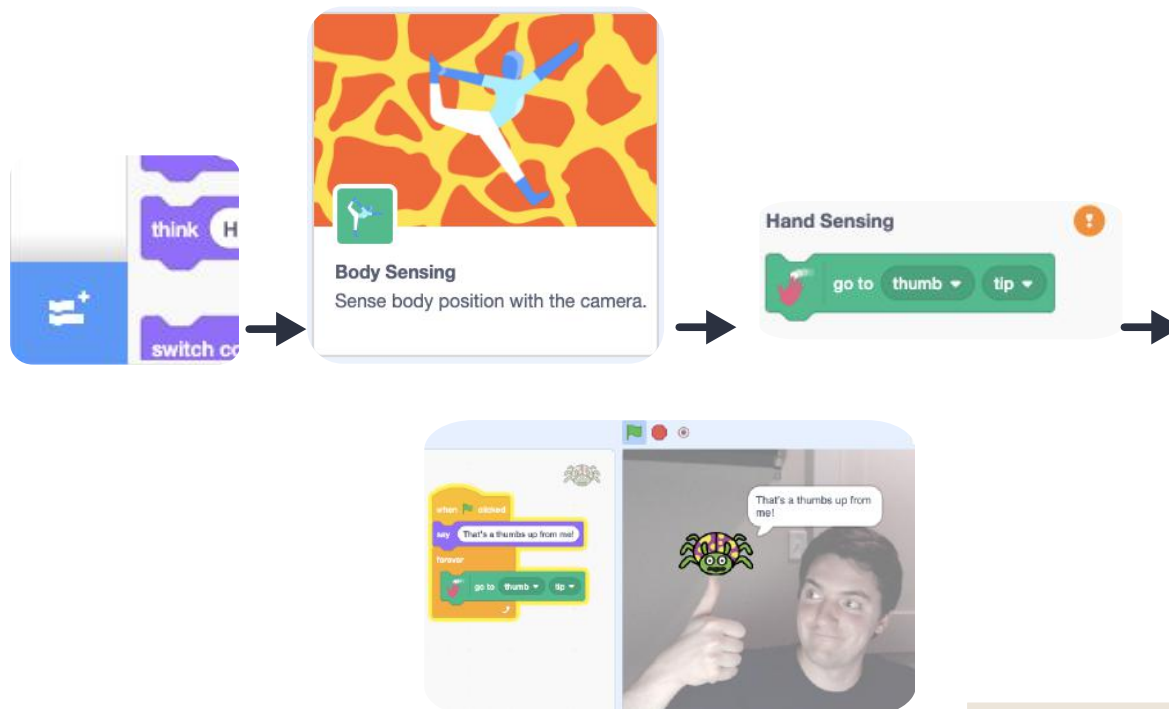 think H
switch co
Body Sensing
Sense body position with the camera.
Hand Sensing
go to thumb tip
when clicked
say That's a thumbs up from me!
forever
go to thumb tip
That's a thumbs up from
me!